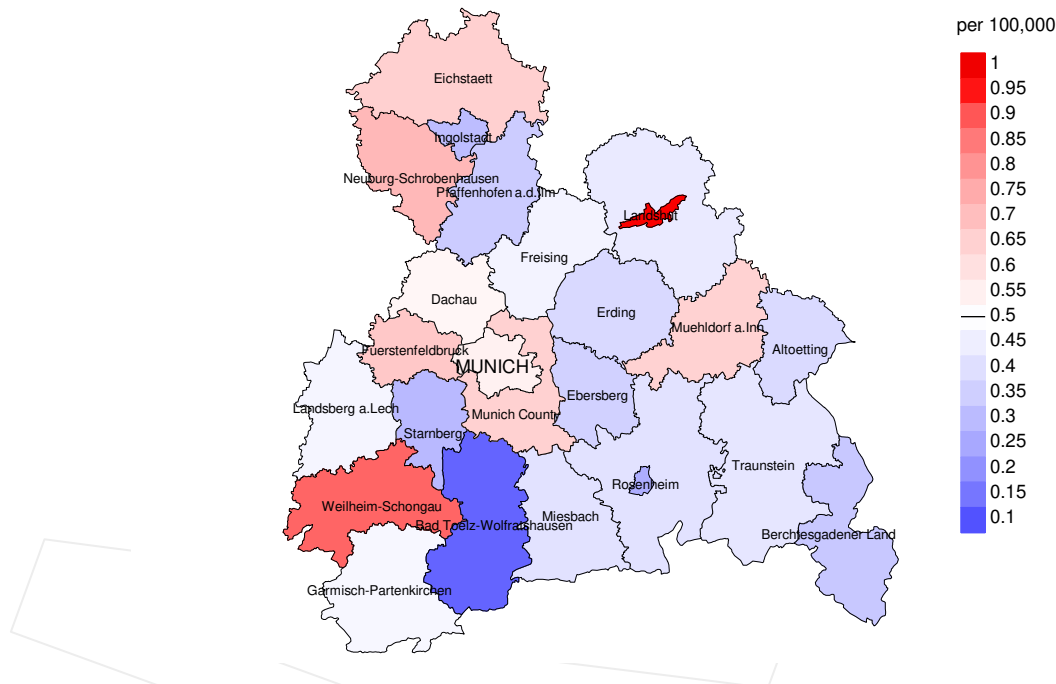 per 100,000
1
0.95
0.9
0.85
0.8
0.75
0.7
0.65
0.6
0.55
0.5
0.45
0.4
0.35
0.3
0.25
0.2
0.15
0.1
Eichstaett
Ingolstadt
Neuburg-Schrobenhausen
Pfaffenhofen a.d.Ilm
Landshut
Freising
Dachau
Erding
Muehldorf a.Inn
Fuerstenfeldbruck
Altoetting
MUNICH
Ebersberg
Landsberg a.Lech
Munich County
Starnberg
Traunstein
Rosenheim
Weilheim-Schongau
Miesbach
Bad Toelz-Wolfratshausen
Berchtesgadener Land
Garmisch-Partenkirchen